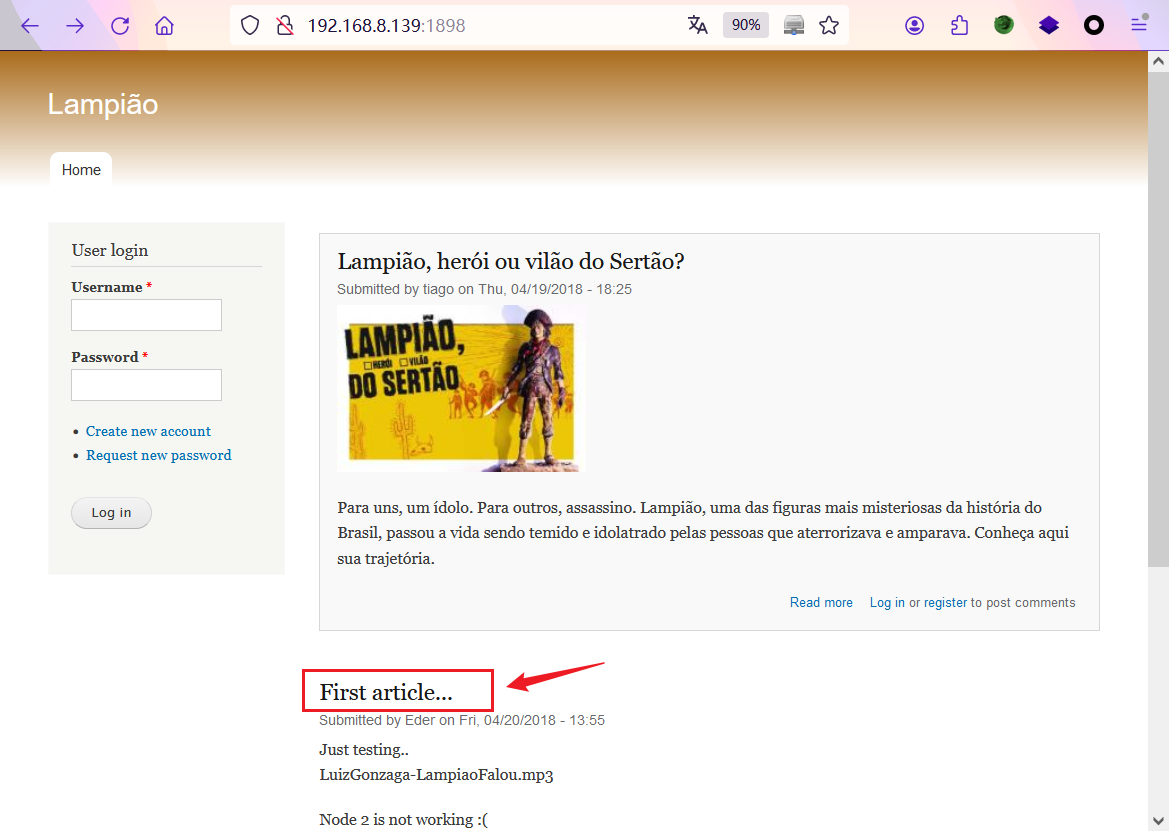 192.168.8.139:1898
90%
Lampião
Home
User login
Username *
Password *
Create new account
Request new password
Log in
Lampião, herói ou vilão do Sertão?
Submitted by tiago on Thu, 04/19/2018 - 18:25
LAMPIÃO,
HERÓI VILÃO
DO SERTÃO
Para uns, um ídolo. Para outros, assassino. Lampião, uma das figuras mais misteriosas da história do
Brasil, passou a vida sendo temido e idolatrado pelas pessoas que aterrorizava e amparava. Conheça aqui
sua trajetória.
Read more Log in or register to post comments
First article...
Submitted by Eder on Fri, 04/20/2018 - 13:55
Just testing..
LuizGonzaga-LampiaoFalou.mp3
Node 2 is not working :(